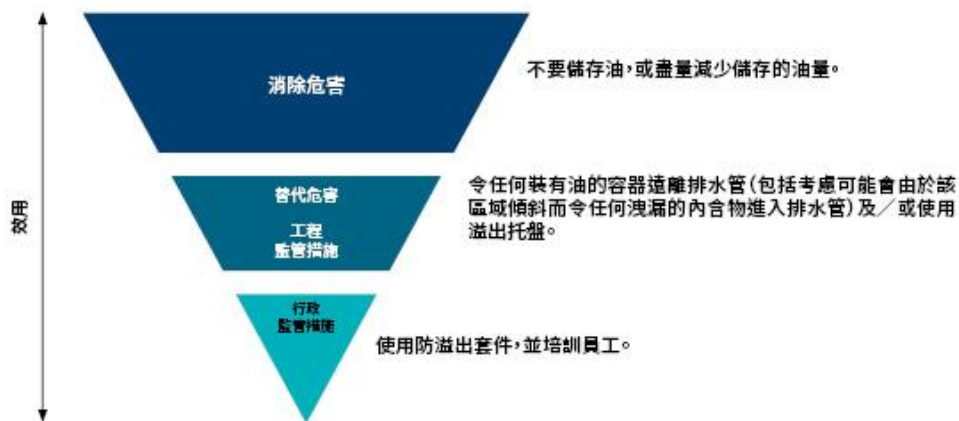 消除危害
不要儲存油,或盡量減少儲存的油量。
效用
替代危害
工程
監管措施
令任何裝有油的容器遠離排水管(包括考慮可能會由於該
區域傾斜而令任何洩漏的內含物進入排水管)及／或使用
溢出托盤。
行政
監管措施
使用防溢出套件,並培訓員工。